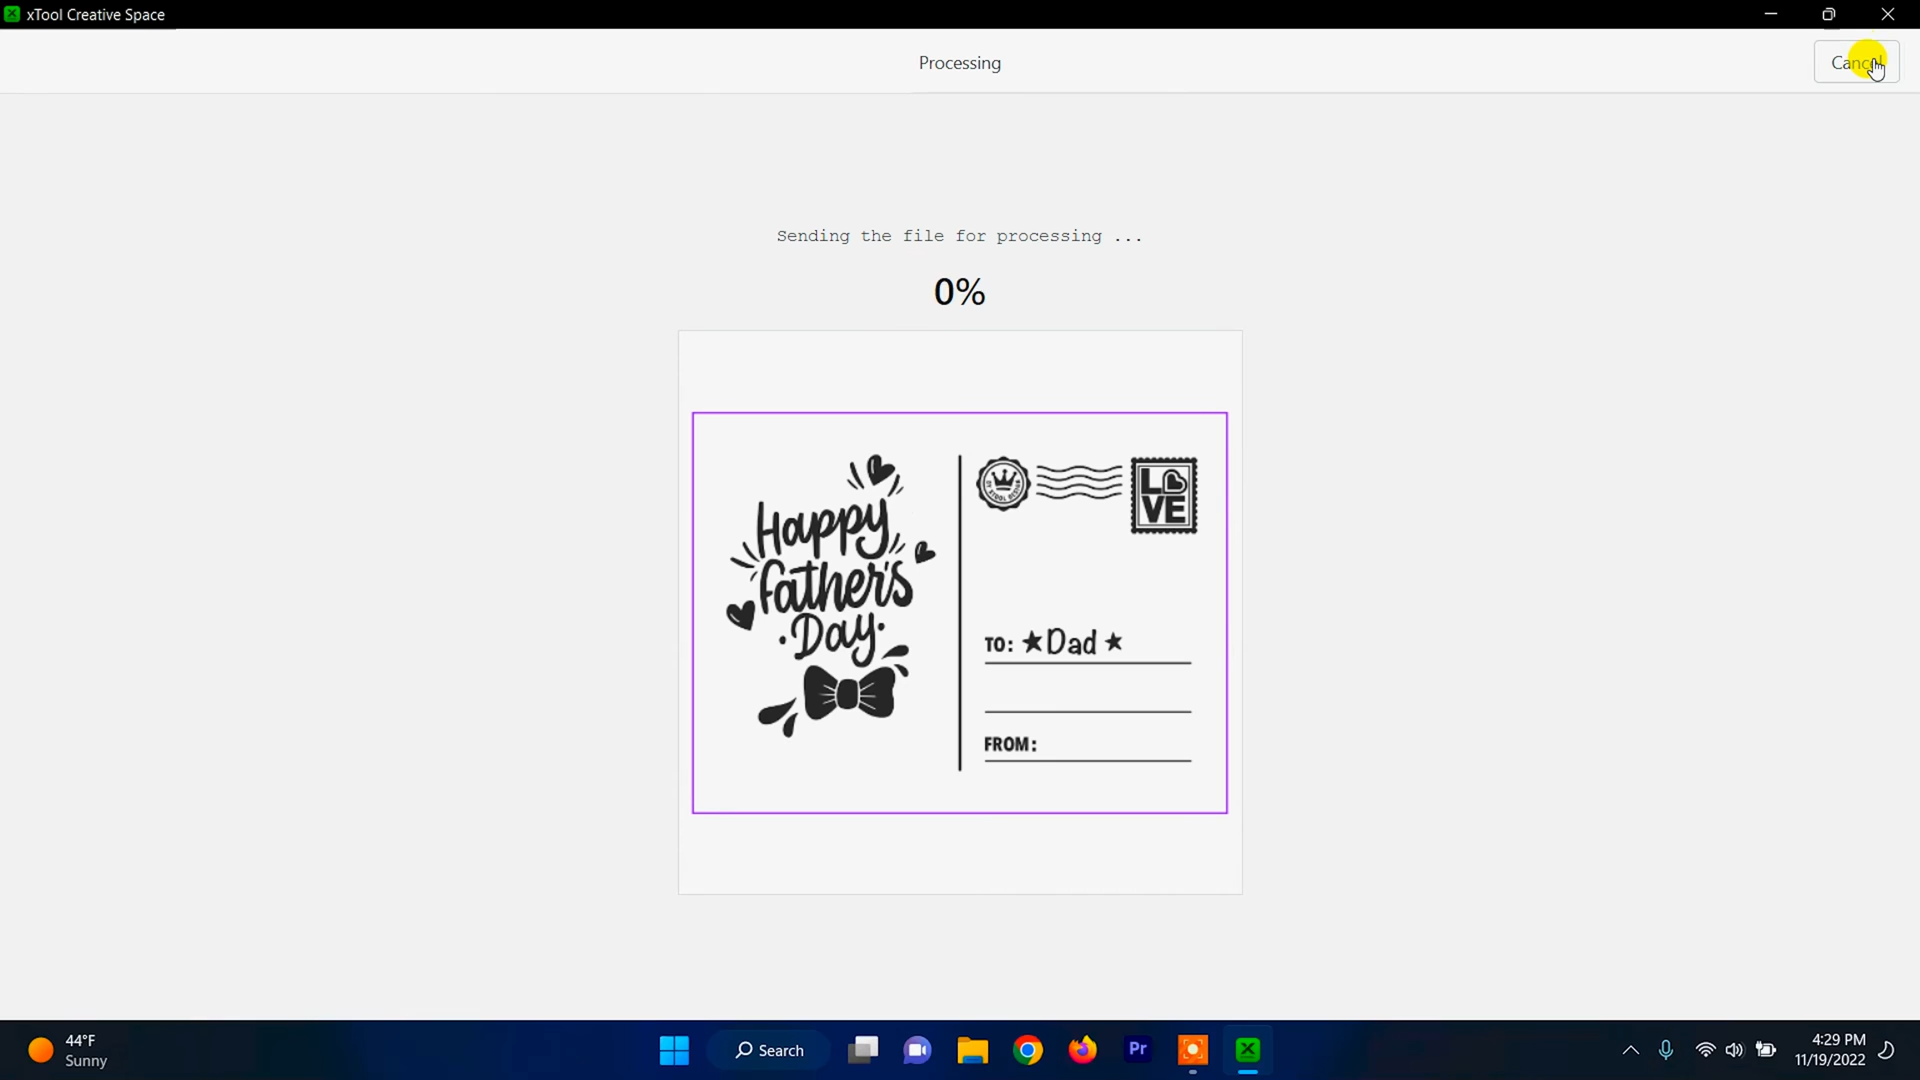 xTool Creative Space
Processing
Cancel
Sending the file for processing ...
0%
Happy
Father's
·Day·
LOVE
TO: ★Dad ★
FROM:
44°F
Sunny
Search
Pr
4:29 PM
11/19/2022